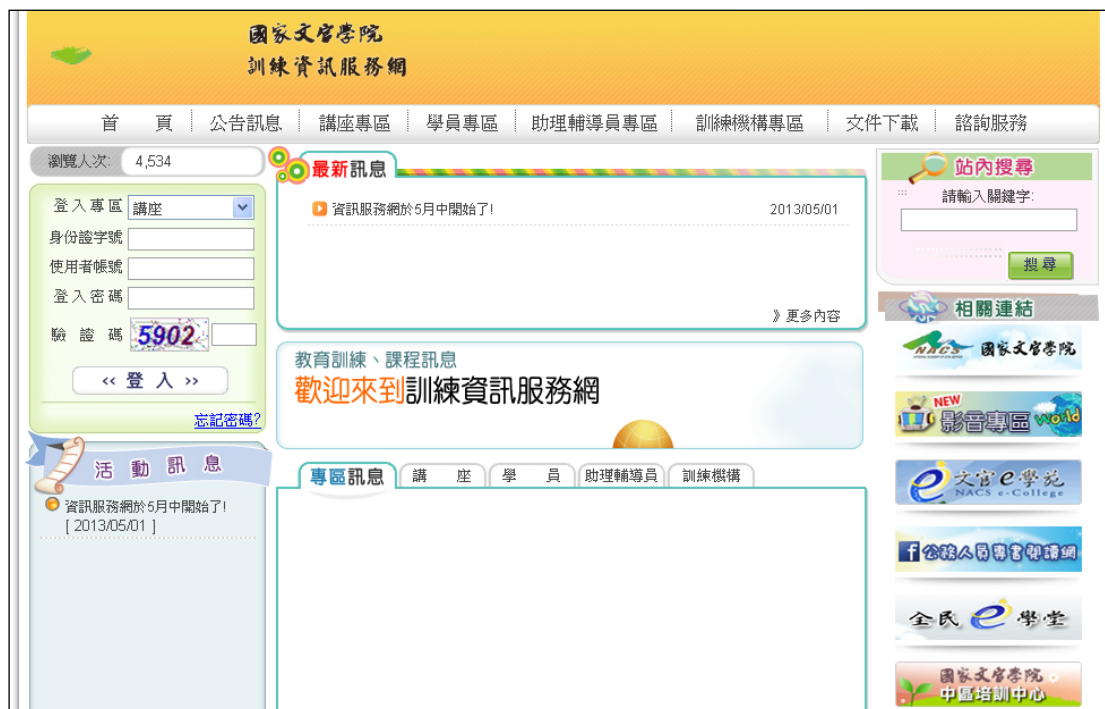 國家文官學院
訓練資訊服務網
首 頁 公告訊息 講座專區 學員專區 助理輔導員專區 訓練機構專區 文件下載 諮詢服務
瀏覽人次: 4,534
登入專區 講座
身份證字號
使用者帳號
登入密碼
驗證碼 5902
‹‹ 登 入 ››
忘記密碼?
活動訊息
資訊服務網於5月中開始了!
[ 2013/05/01 ]
最新訊息
資訊服務網於5月中開始了! 2013/05/01
》更多內容
教育訓練、課程訊息
歡迎來到訓練資訊服務網
專區訊息 講 座 學 員 助理輔導員 訓練機構
站內搜尋
請輸入關鍵字:
搜尋
相關連結
NACS 國家文官學院
NEW
影音專區 World
e 文官e學苑
NACS e-College
f 公務人員專書閱讀網
全民e學堂
國家文官學院
中區培訓中心